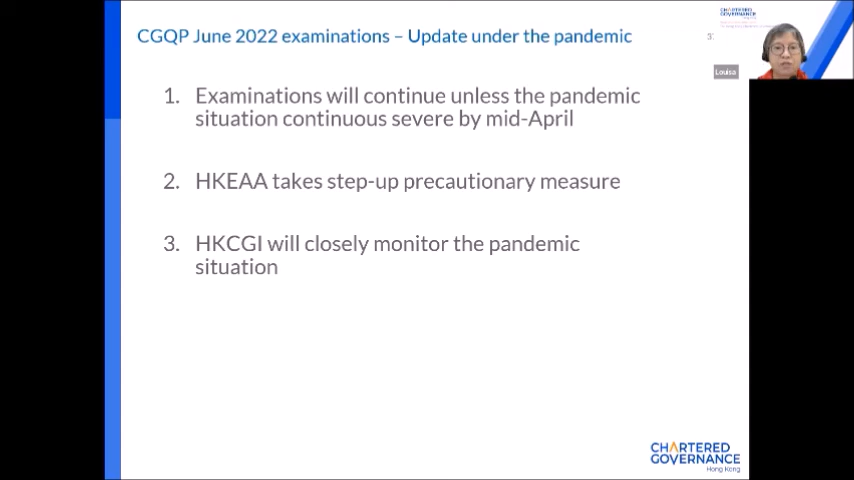 CGQP June 2022 examinations – Update under the pandemic
1. Examinations will continue unless the pandemic
situation continuous severe by mid-April
2. HKEAA takes step-up precautionary measure
3. HKCGI will closely monitor the pandemic
situation
CHARTERED
GOVERNANCE
Louisa
CHARTERED
GOVERNANCE
Hong Kong